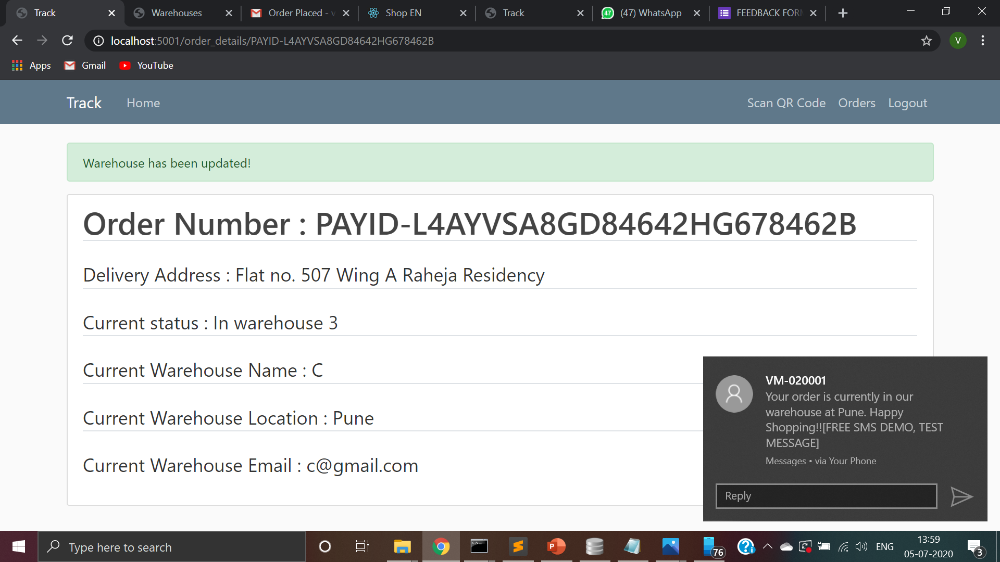 Track
Warehouses
Order Placed - v
Shop EN
Track
47
(47) WhatsApp
FEEDBACK FOR
localhost:5001/order_details/PAYID-L4AYVSA8GD84642HG678462B
V
Apps
Gmail
YouTube
Track
Home
Scan QR Code
Orders
Logout
Warehouse has been updated!
Order Number : PAYID-L4AYVSA8GD84642HG678462B
Delivery Address : Flat no. 507 Wing A Raheja Residency
Current status : In warehouse 3
Current Warehouse Name : C
Current Warehouse Location : Pune
Current Warehouse Email : c@gmail.com
VM-020001
Your order is currently in our
warehouse at Pune. Happy
Shopping!![FREE SMS DEMO, TEST
MESSAGE]
Messages • via Your Phone
Reply
Type here to search
76
ENG
13:59
05-07-2020
3